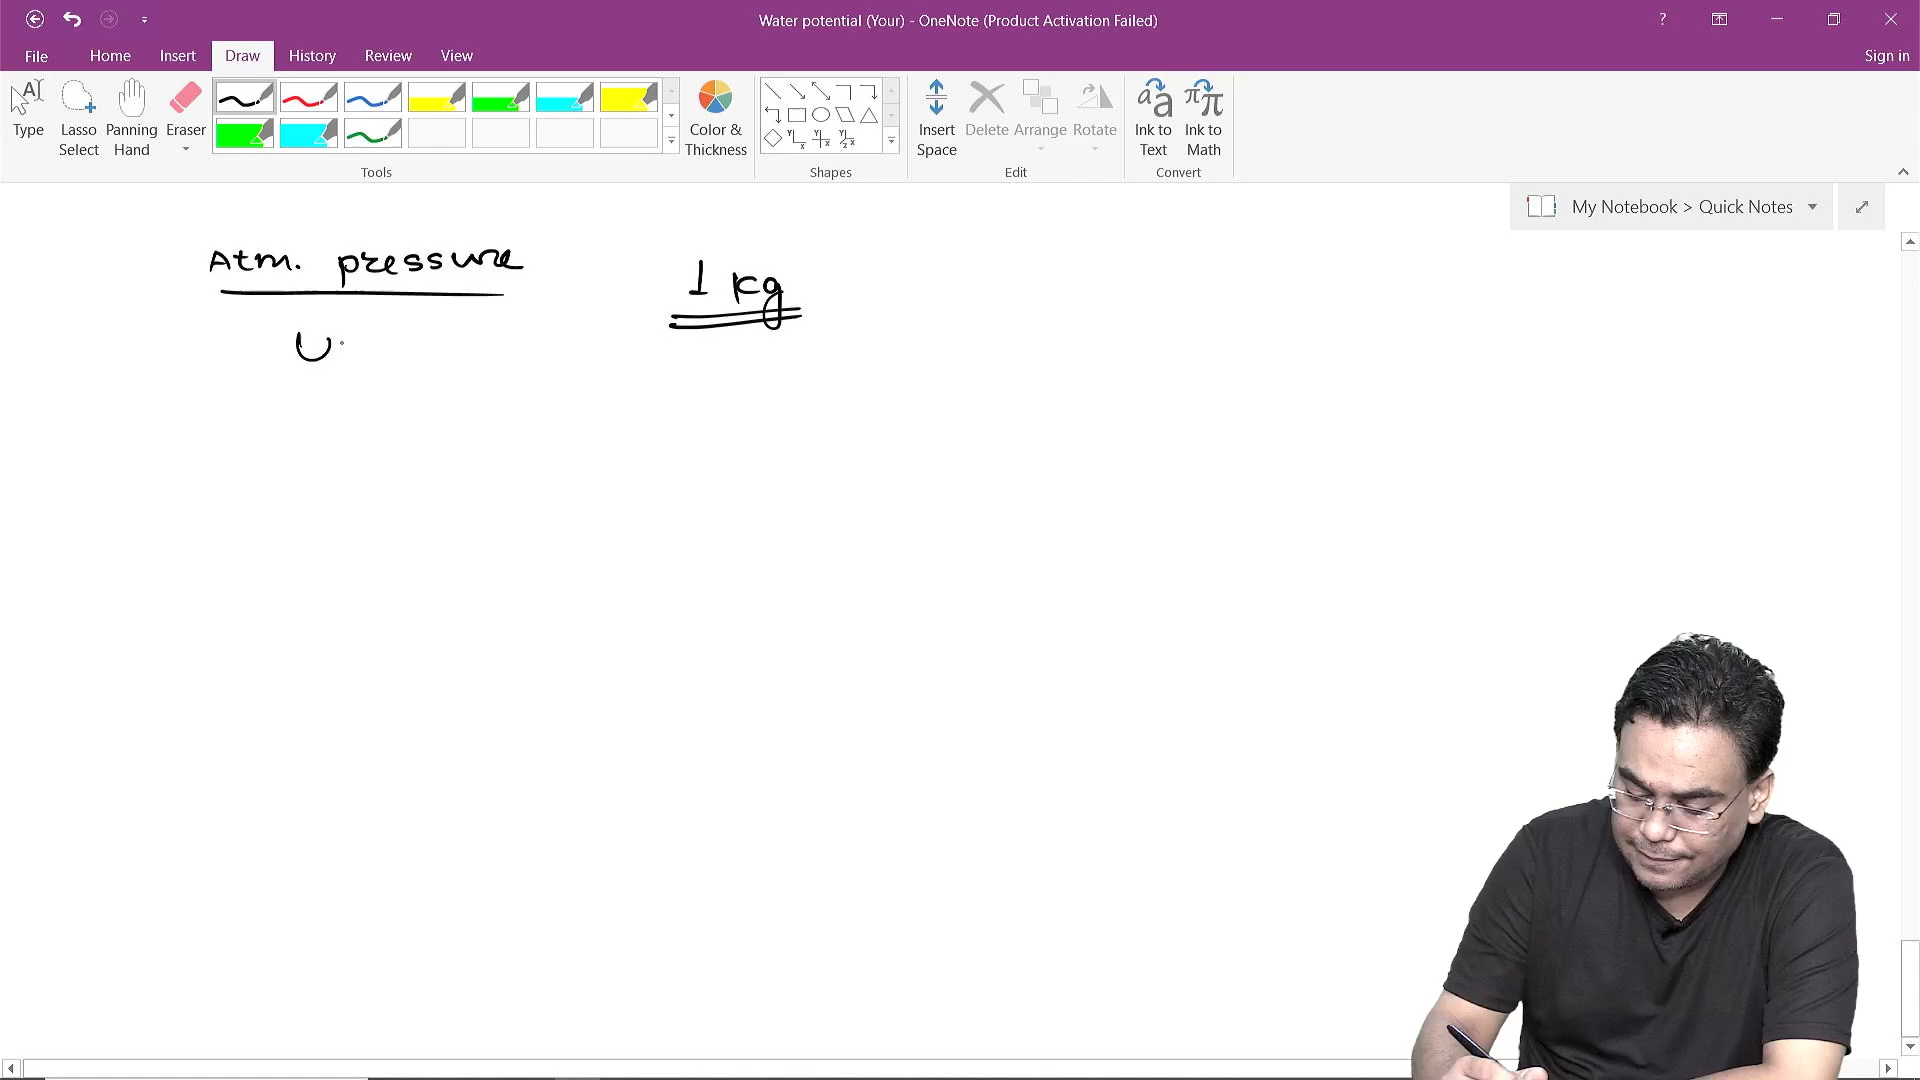 Water potential (Your) - OneNote (Product Activation Failed)
?
File Home Insert Draw History Review View
Sign in
Type
Lasso Select
Panning Hand
Eraser
Color & Thickness
Insert Space
Delete
Arrange
Rotate
Ink to Text
Ink to Math
Tools
Shapes
Edit
Convert
My Notebook > Quick Notes
Atm. pressure
1 kg
U